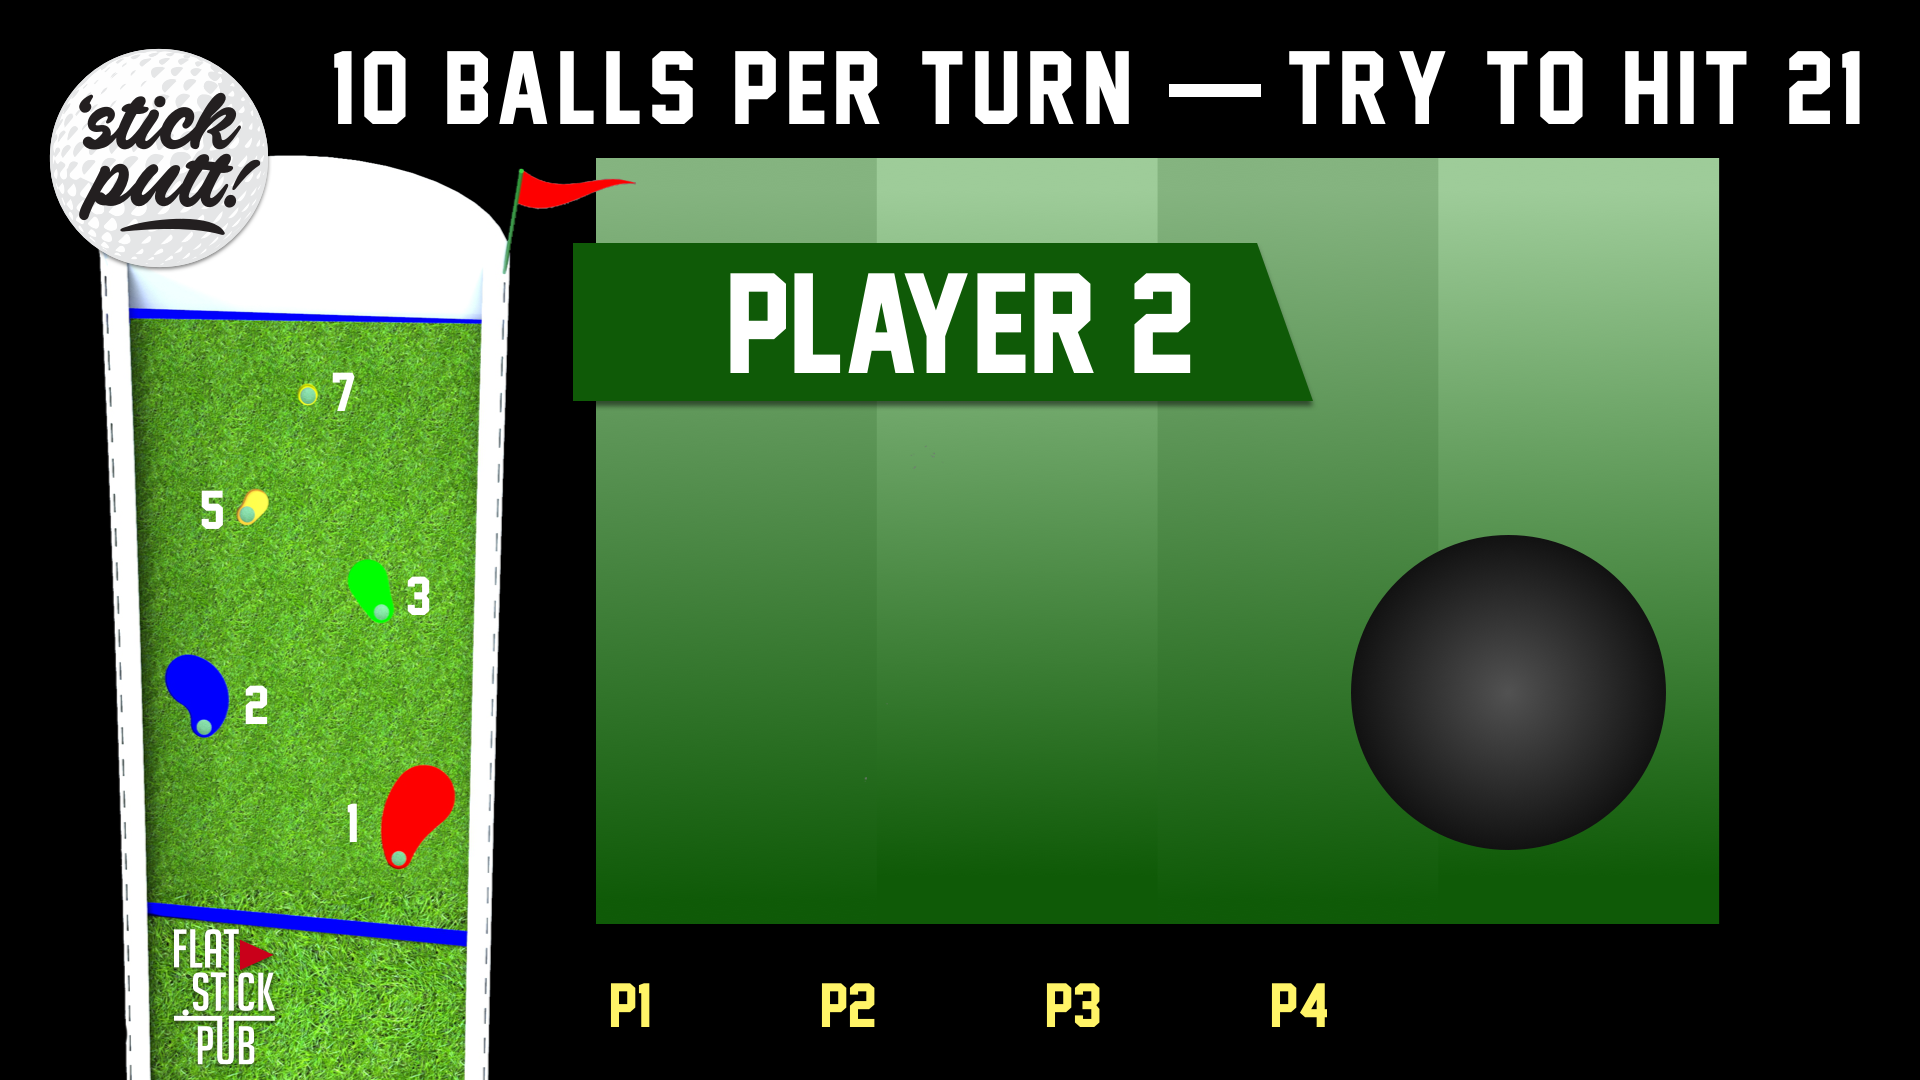 10 BALLS PER TURN — TRY TO HIT 21
'stick
putt!
PLAYER 2
7
5
3
2
1
FLAT
STICK
PUB
P1 P2 P3 P4